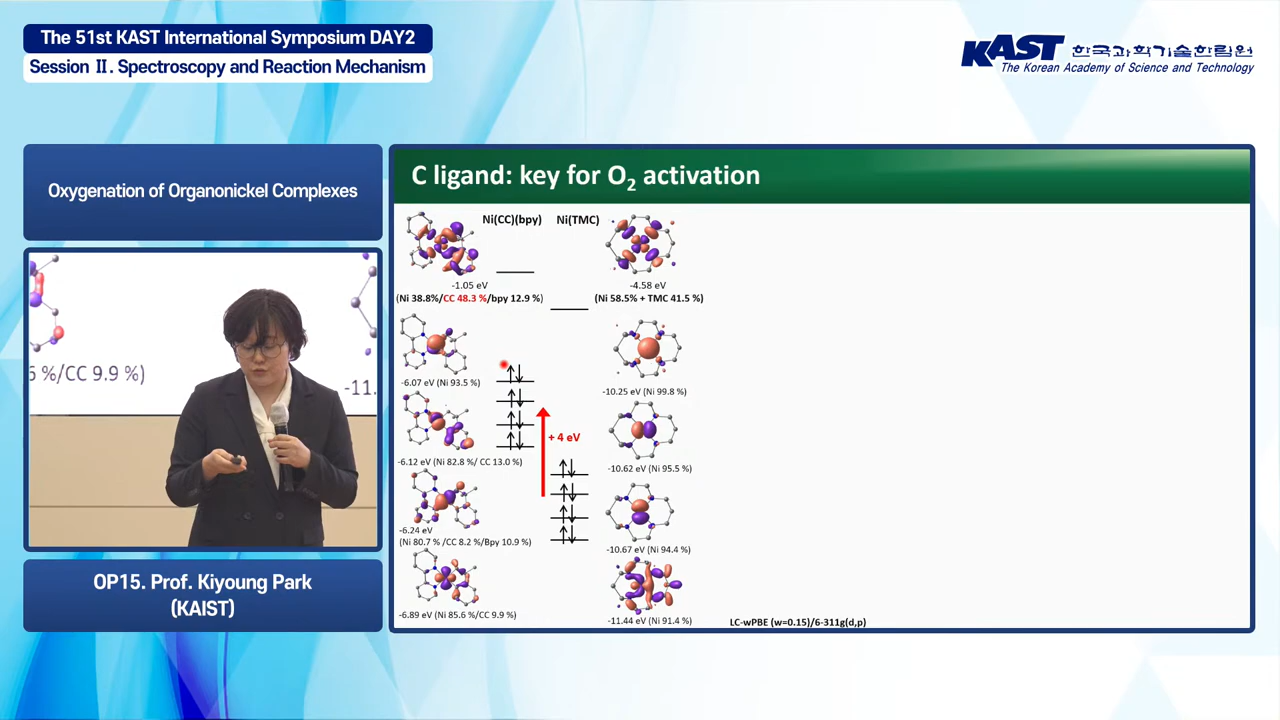 The 51st KAST International Symposium DAY2
Session Ⅱ. Spectroscopy and Reaction Mechanism
KAST 한국과학기술한림원
The Korean Academy of Science and Technology
Oxygenation of Organonickel Complexes
5 %/CC 9.9 %)
-11.
OP15. Prof. Kiyoung Park
(KAIST)
C ligand: key for O₂ activation
Ni(CC)(bpy)
Ni(TMC)
-1.05 eV
(Ni 38.8%/CC 48.3 %/bpy 12.9 %)
-4.58 eV
(Ni 58.5% + TMC 41.5 %)
-6.07 eV (Ni 93.5 %)
-10.25 eV (Ni 99.8 %)
+ 4 eV
-6.12 eV (Ni 82.8 %/ CC 13.0 %)
-10.62 eV (Ni 95.5 %)
-6.24 eV
(Ni 80.7 % /CC 8.2 %/Bpy 10.9 %)
-10.67 eV (Ni 94.4 %)
-6.89 eV (Ni 85.6 %/CC 9.9 %)
-11.44 eV (Ni 91.4 %)
LC-wPBE (w=0.15)/6-311g(d,p)